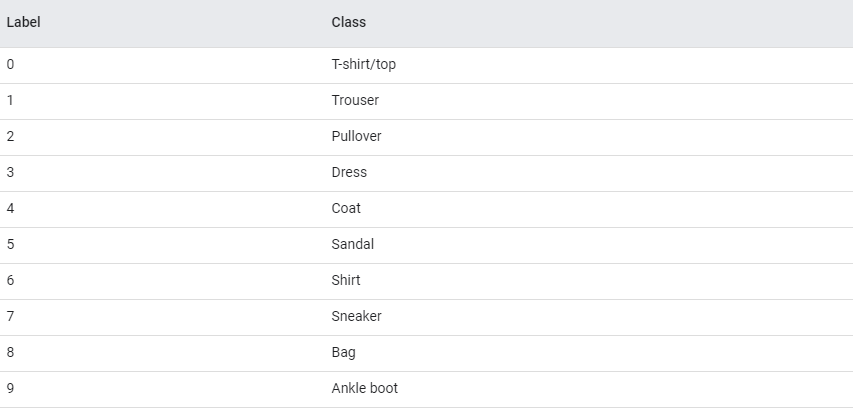 Label Class
0 T-shirt/top
1 Trouser
2 Pullover
3 Dress
4 Coat
5 Sandal
6 Shirt
7 Sneaker
8 Bag
9 Ankle boot